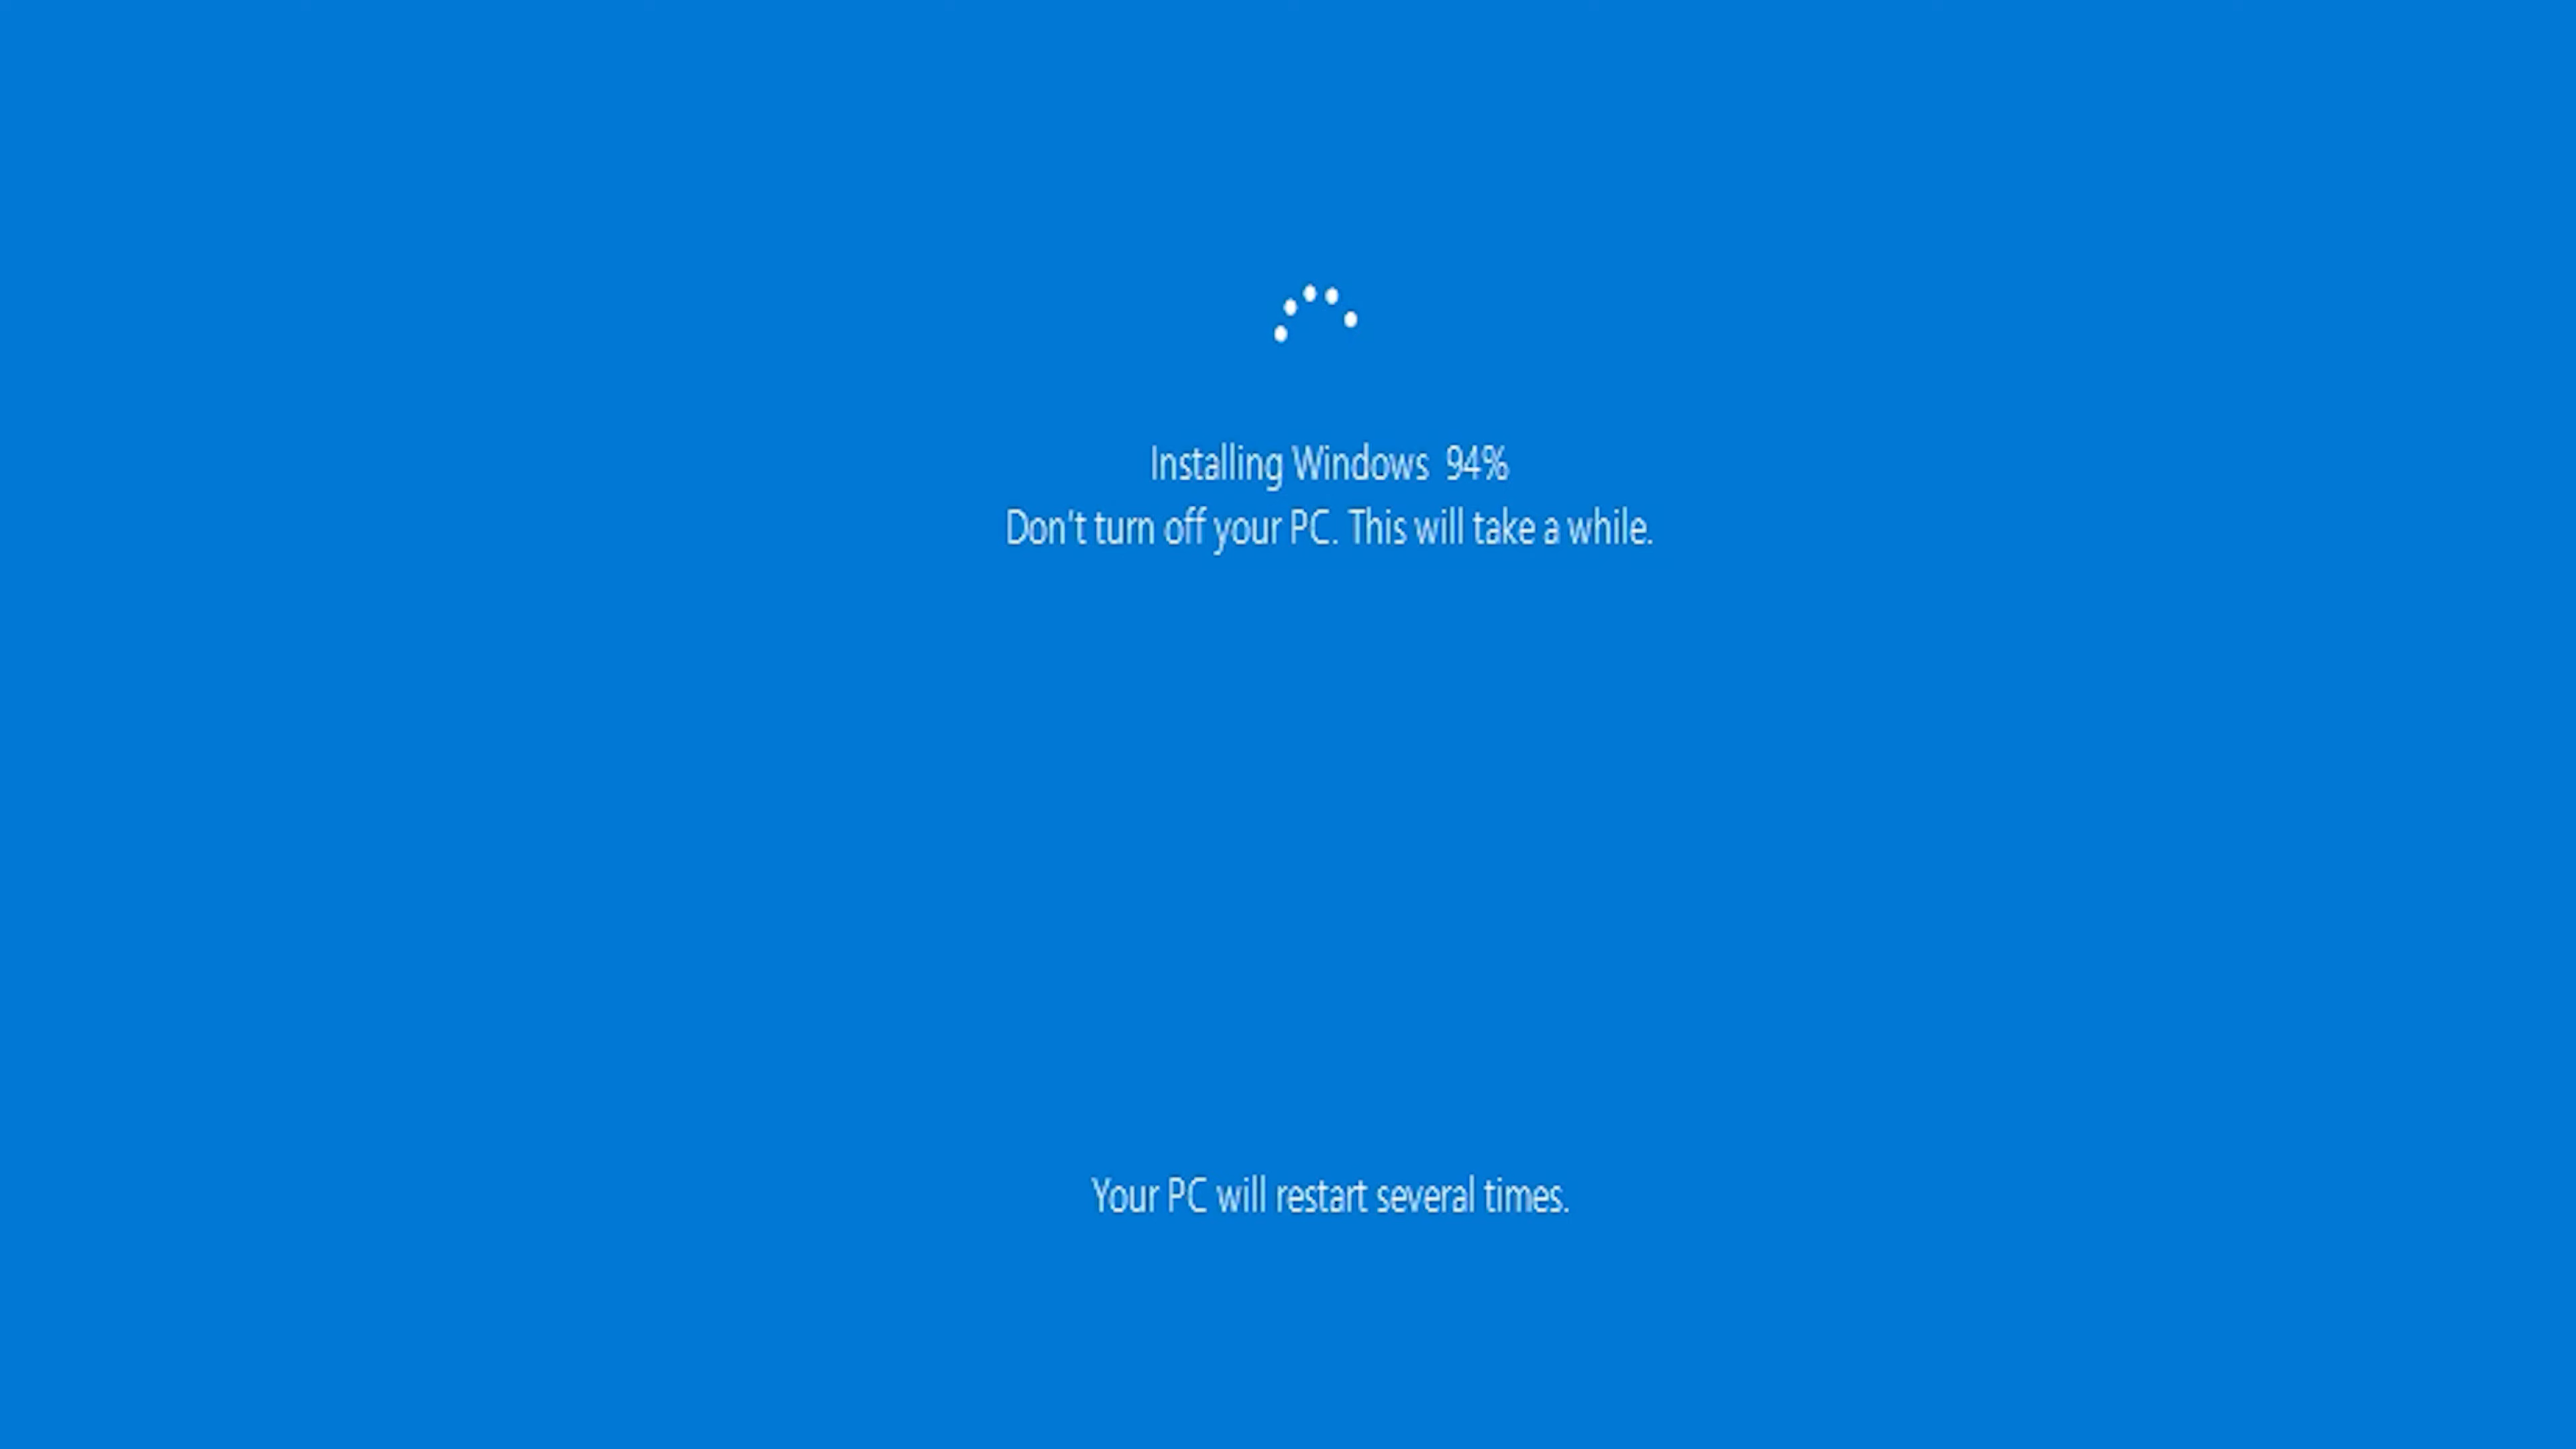 Installing Windows 94%
Don't turn off your PC. This will take a while.
Your PC will restart several times.